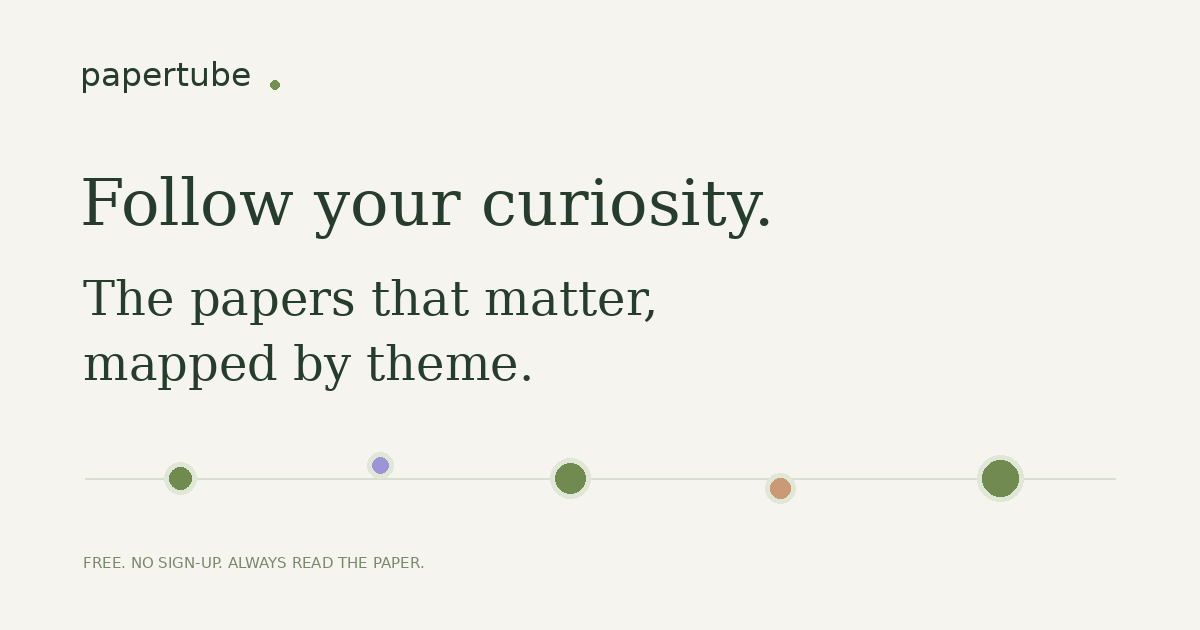 papertube
Follow your curiosity.
The papers that matter,
mapped by theme.
FREE. NO SIGN-UP. ALWAYS READ THE PAPER.